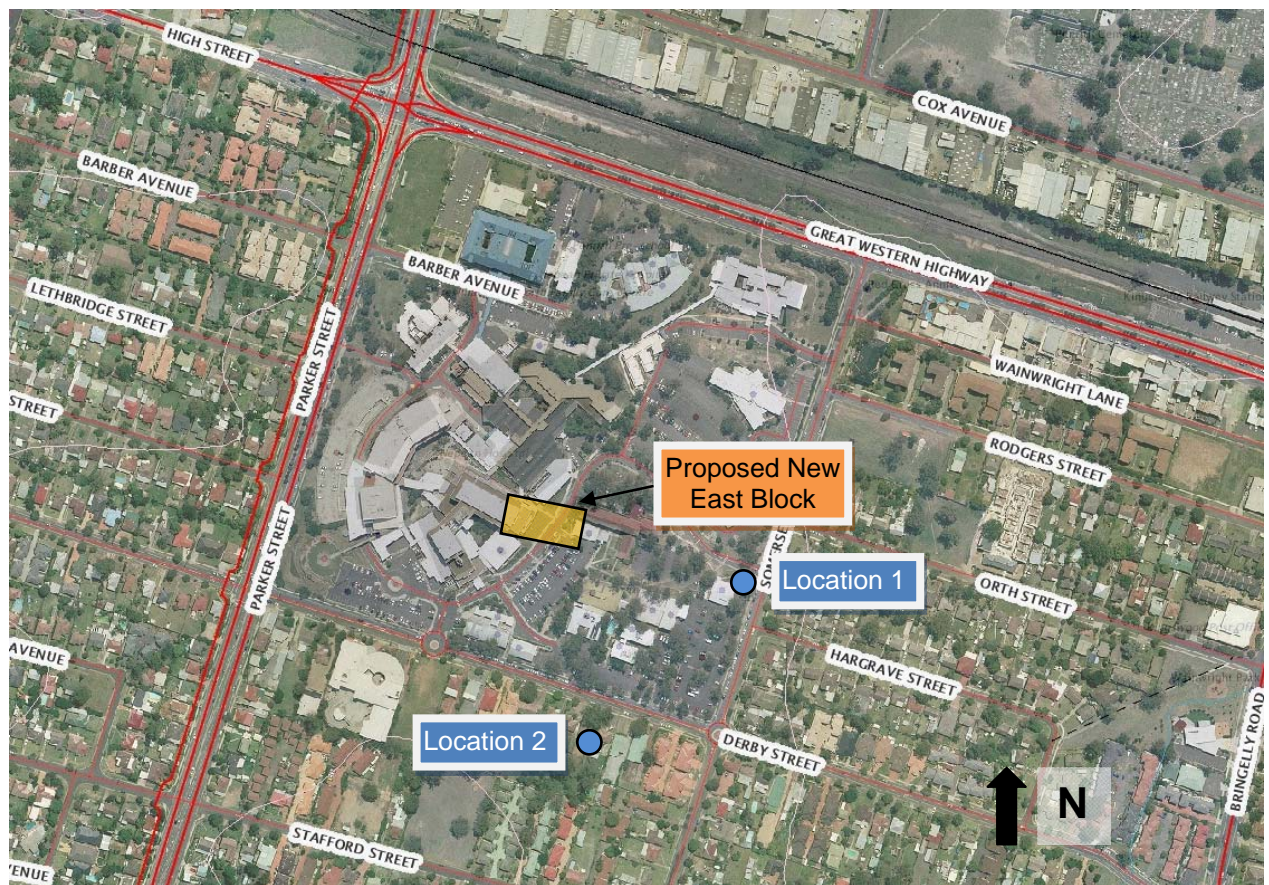 HIGH STREET
COX AVENUE
BARBER AVENUE
GREAT WESTERN HIGHWAY
BARBER AVENUE
LETHBRIDGE STREET
PARKER STREET
WAINWRIGHT LANE
STREET
RODGERS STREET
Proposed New
East Block
PARKER STREET
SOMERS
Location 1
ORTH STREET
HARGRAVE STREET
AVENUE
BRINGELLY ROAD
Location 2
DERBY STREET
N
STAFFORD STREET
VENUE